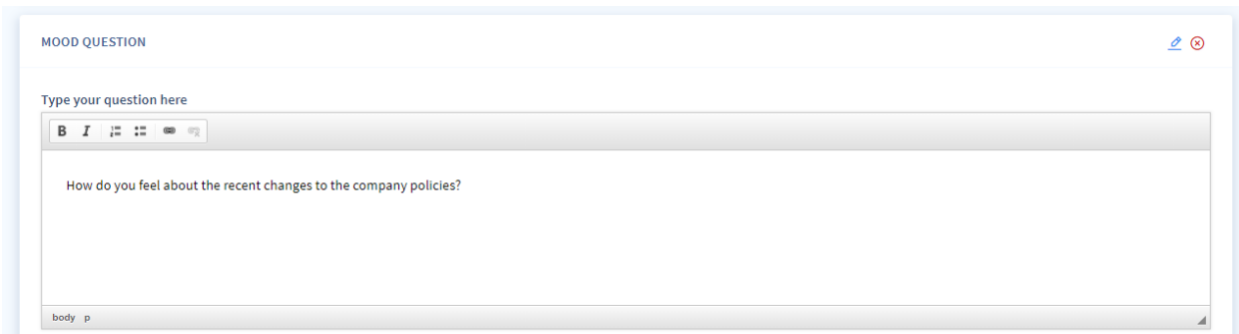 MOOD QUESTION
Type your question here
B I
How do you feel about the recent changes to the company policies?
body p